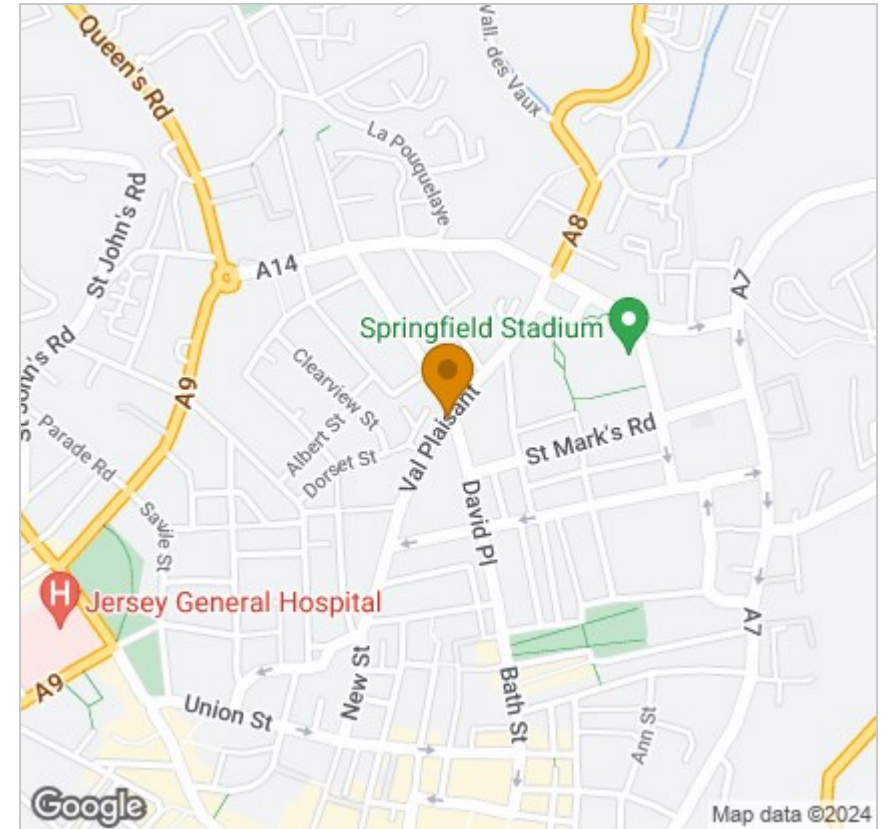 Queen's Rd
Vall. des Vaux
La Pouquelaye
St John's Rd
A8
A14
A7
Springfield Stadium
St John's Rd
A9
Clearview St
Albert St
Dorset St
Val Plaisant
St Mark's Rd
Parade Rd
Savile St
David Pl
H
Jersey General Hospital
A7
A9
New St
Bath St
Union St
Ann St
Google
Map data ©2024